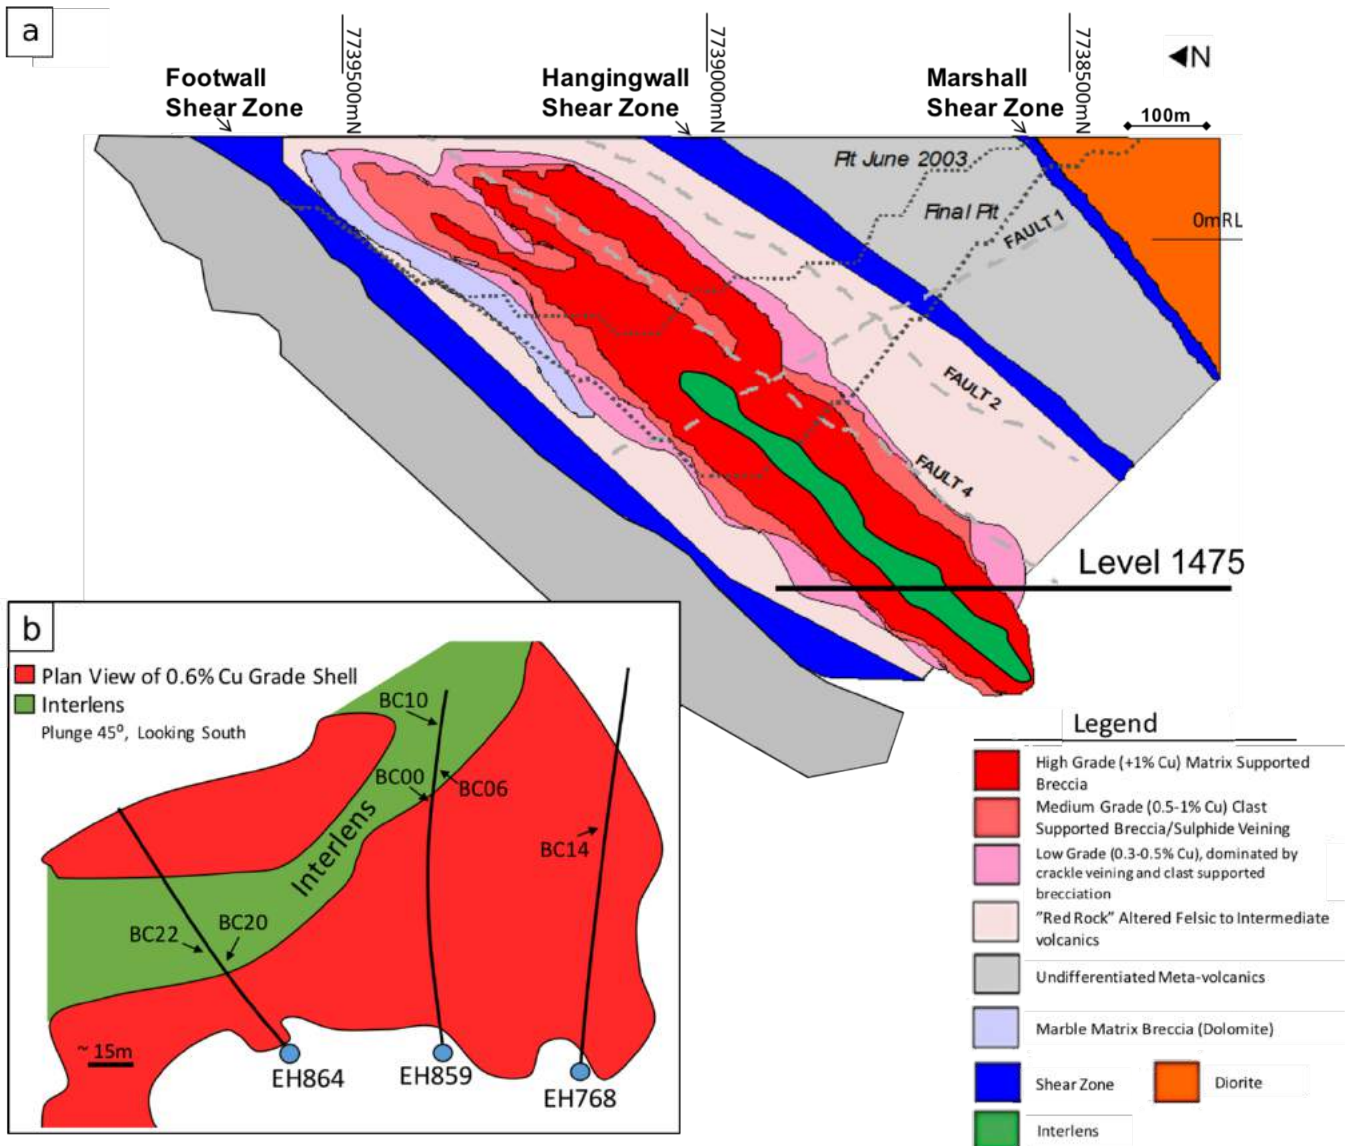 a
Footwall
Shear Zone
7739500mN
Hangingwall
Shear Zone
7739000mN
Marshall
Shear Zone
7738500mN
N
100m
Pit June 2003
Final Pit
0mRL
FAULT 1
FAULT 2
FAULT 4
Level 1475
b
Plan View of 0.6% Cu Grade Shell
Interlens
Plunge 45⁰, Looking South
BC10
BC00
BC06
Interlens
BC14
BC22
BC20
~ 15m
EH864
EH859
EH768
Legend
High Grade (+1% Cu) Matrix Supported
Breccia
Medium Grade (0.5-1% Cu) Clast
Supported Breccia/Sulphide Veining
Low Grade (0.3-0.5% Cu), dominated by
crackle veining and clast supported
brecciation
”Red Rock” Altered Felsic to Intermediate
volcanics
Undifferentiated Meta-volcanics
Marble Matrix Breccia (Dolomite)
Shear Zone
Diorite
Interlens